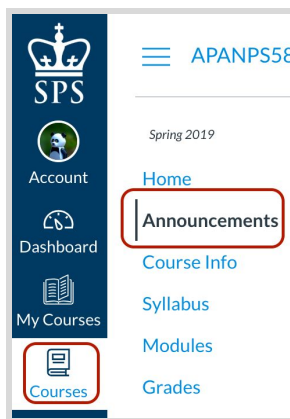 SPS
Account
Dashboard
My Courses
Courses
APANPS58
Spring 2019
Home
Announcements
Course Info
Syllabus
Modules
Grades